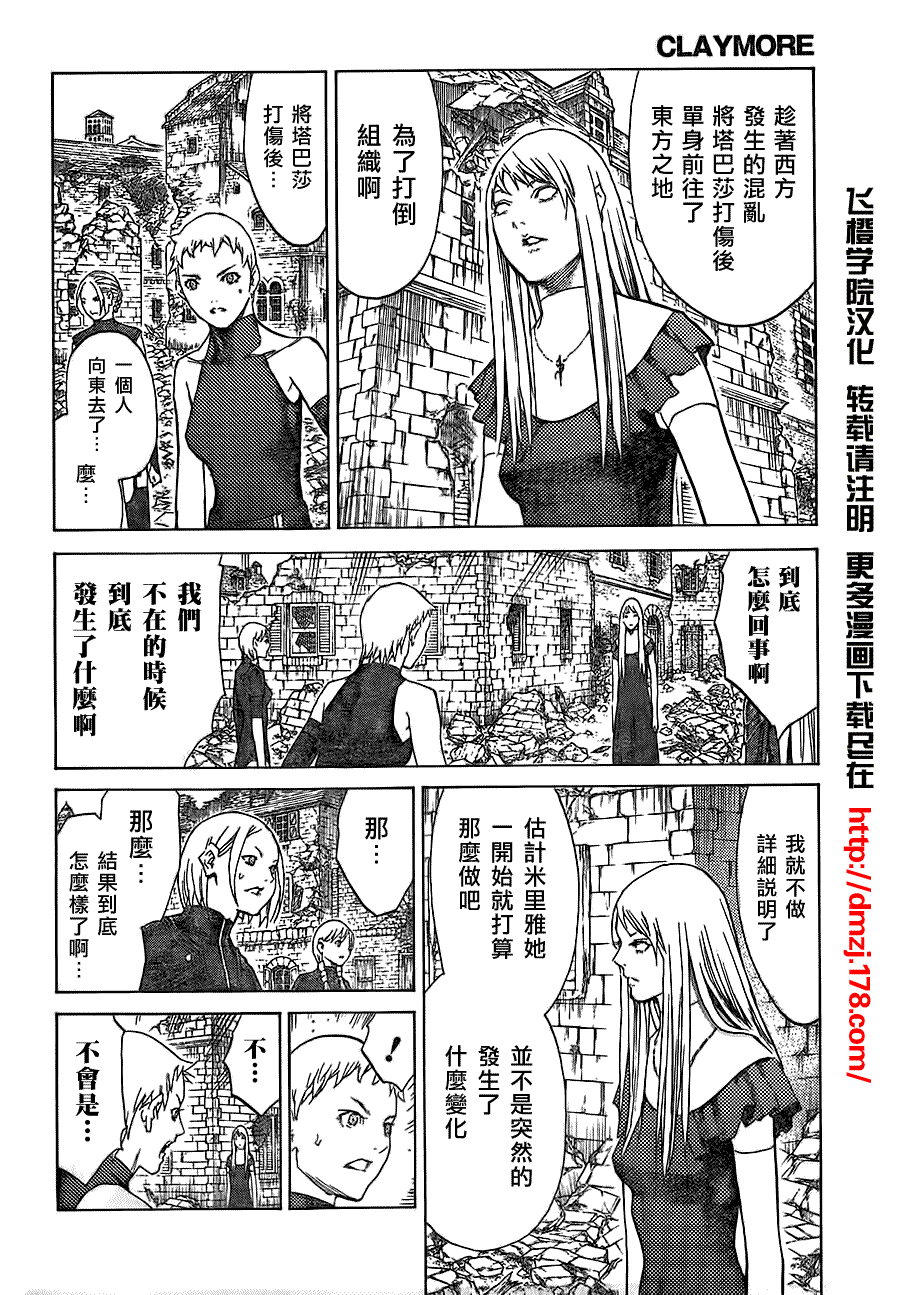 CLAYMORE
趁著西方
發生的混亂
將塔巴莎打傷後
單身前往了
東方之地
為了打倒
組織啊
將塔巴莎
打傷後…
一個人
向東去了…
麼…
到底
怎麼回事啊
我們
不在的時候
到底
發生了什麼啊
我就不做
詳細説明了
估計米里雅她
一開始就打算
那麼做吧
並不是突然的
發生了
什麼變化
那…
那麼…
結果到底
怎麼樣了啊…
！
不…
不會是…
飞橙学院汉化 转载请注明 更多漫画下载尽在 http://dmzj.178.com/